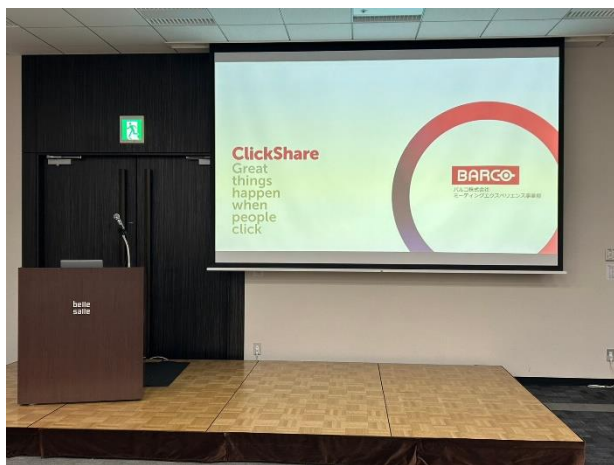 ClickShare
Great
things
happen
when
people
click
BARCO
バルコ株式会社
ミーティングエクスペリエンス事業部
belle
salle